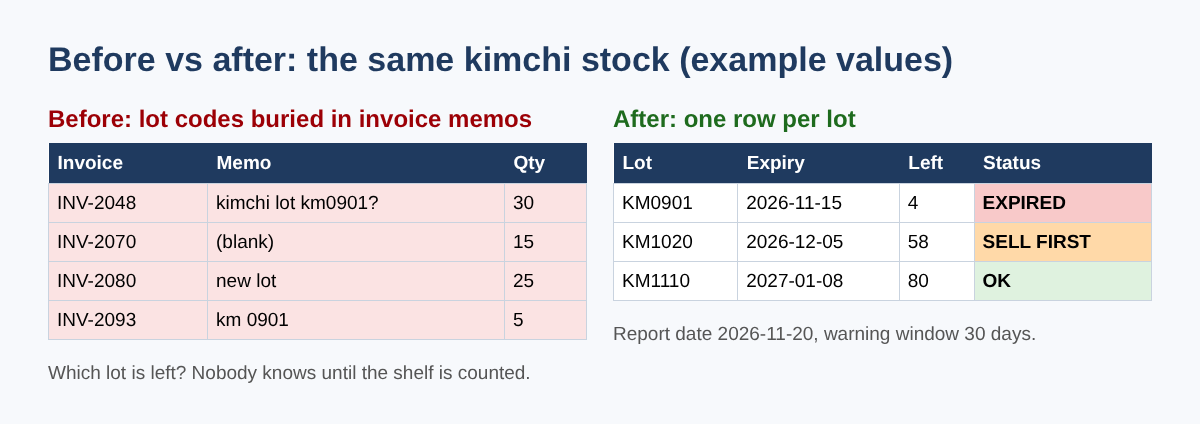 Before vs after: the same kimchi stock (example values)
Before: lot codes buried in invoice memos
Invoice Memo Qty
INV-2048 kimchi lot km0901? 30
INV-2070 (blank) 15
INV-2080 new lot 25
INV-2093 km 0901 5
Which lot is left? Nobody knows until the shelf is counted.
After: one row per lot
Lot Expiry Left Status
KM0901 2026-11-15 4 EXPIRED
KM1020 2026-12-05 58 SELL FIRST
KM1110 2027-01-08 80 OK
Report date 2026-11-20, warning window 30 days.